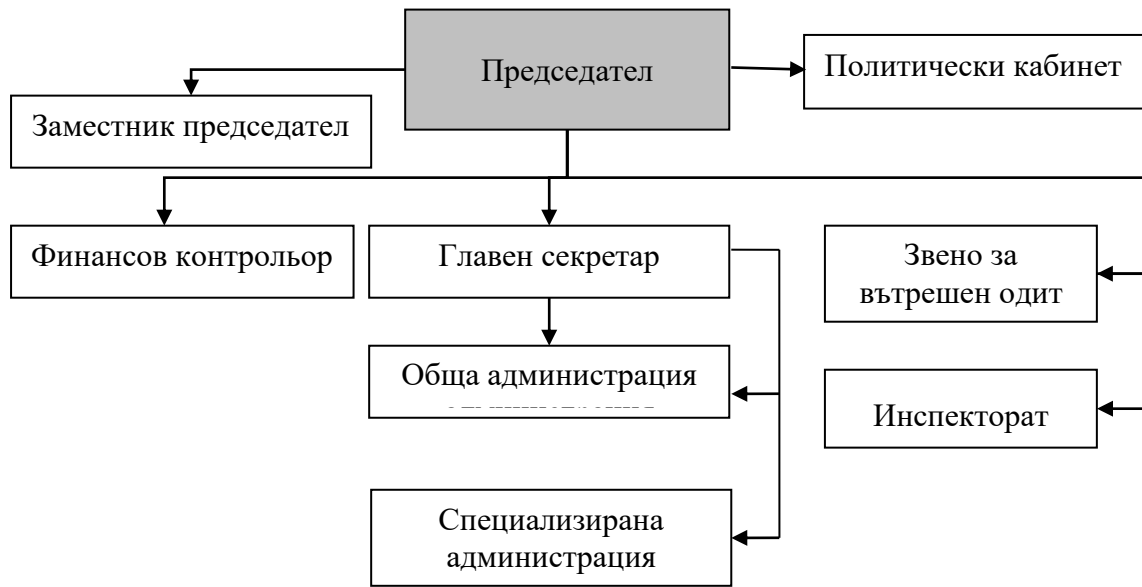 Председател
Политически кабинет
Заместник председател
Финансов контрольор
Главен секретар
Звено за
вътрешен одит
Обща администрация
Инспекторат
Специализирана
администрация